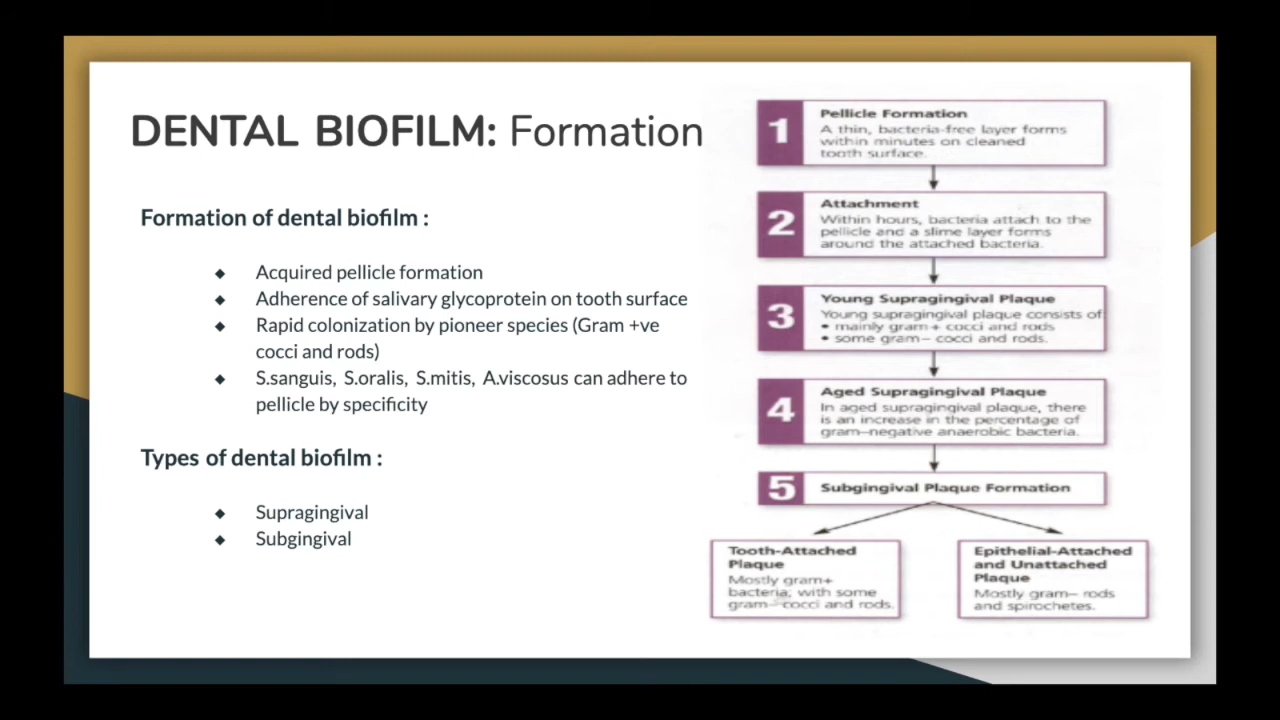 DENTAL BIOFILM: Formation
Formation of dental biofilm :
◆ Acquired pellicle formation
◆ Adherence of salivary glycoprotein on tooth surface
◆ Rapid colonization by pioneer species (Gram +ve
cocci and rods)
◆ S.sanguis, S.oralis, S.mitis, A.viscosus can adhere to
pellicle by specificity
Types of dental biofilm :
◆ Supragingival
◆ Subgingival
1
Pellicle Formation
A thin, bacteria-free layer forms
within minutes on cleaned
tooth surface.
2
Attachment
Within hours, bacteria attach to the
pellicle and a slime layer forms
around the attached bacteria.
3
Young Supragingival Plaque
Young supragingival plaque consists of
• mainly gram+ cocci and rods
• some gram– cocci and rods.
4
Aged Supragingival Plaque
In aged supragingival plaque, there
is an increase in the percentage of
gram–negative anaerobic bacteria.
5
Subgingival Plaque Formation
Tooth-Attached
Plaque
Mostly gram+
bacteria; with some
gram– cocci and rods.
Epithelial-Attached
and Unattached
Plaque
Mostly gram– rods
and spirochetes.